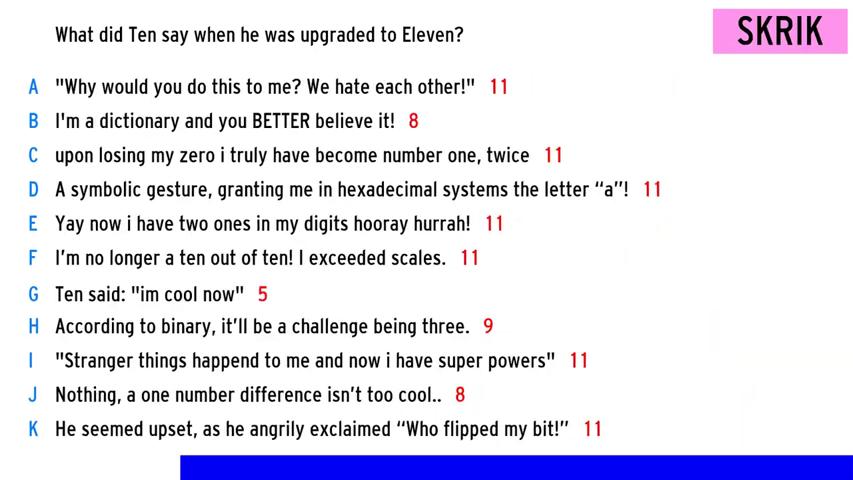 What did Ten say when he was upgraded to Eleven?
SKRIK
A "Why would you do this to me? We hate each other!" 11
B I'm a dictionary and you BETTER believe it! 8
C upon losing my zero i truly have become number one, twice 11
D A symbolic gesture, granting me in hexadecimal systems the letter “a”! 11
E Yay now i have two ones in my digits hooray hurrah! 11
F I’m no longer a ten out of ten! I exceeded scales. 11
G Ten said: "im cool now" 5
H According to binary, it’ll be a challenge being three. 9
I "Stranger things happend to me and now i have super powers" 11
J Nothing, a one number difference isn’t too cool.. 8
K He seemed upset, as he angrily exclaimed “Who flipped my bit!” 11